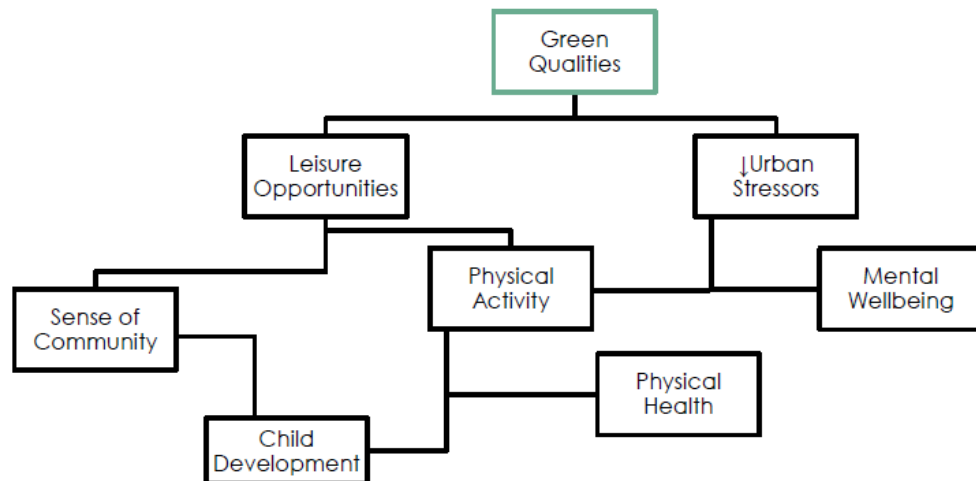 Green
Qualities
Leisure
Opportunities
↓Urban
Stressors
Physical
Activity
Mental
Wellbeing
Sense of
Community
Physical
Health
Child
Development